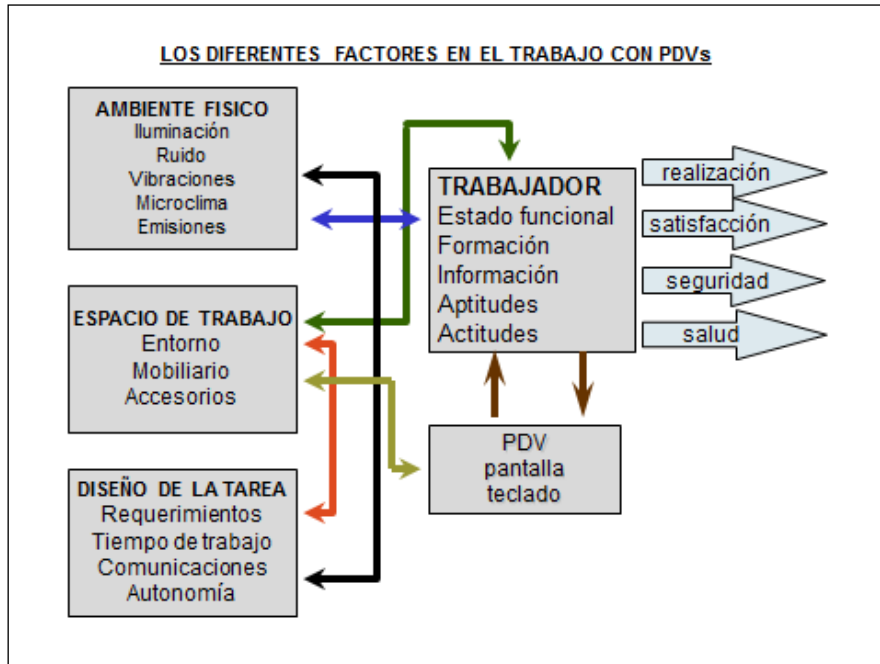 LOS DIFERENTES FACTORES EN EL TRABAJO CON PDVs
AMBIENTE FISICO
Iluminación
Ruido
Vibraciones
Microclima
Emisiones
ESPACIO DE TRABAJO
Entorno
Mobiliario
Accesorios
DISEÑO DE LA TAREA
Requerimientos
Tiempo de trabajo
Comunicaciones
Autonomía
TRABAJADOR
Estado funcional
Formación
Información
Aptitudes
Actitudes
PDV
pantalla
teclado
realización
satisfacción
seguridad
salud